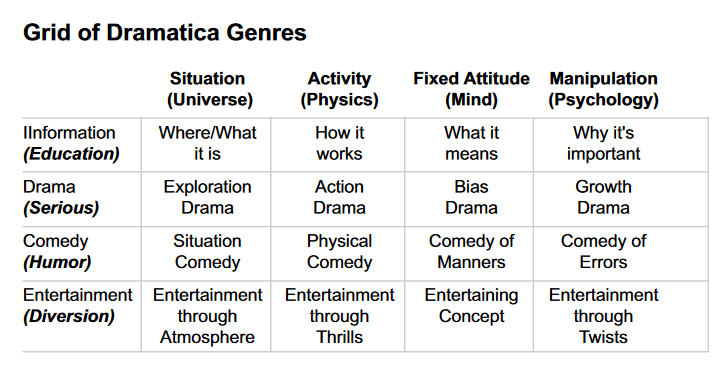 Grid of Dramatica Genres
Situation Activity Fixed Attitude Manipulation
(Universe) (Physics) (Mind) (Psychology)
IInformation Where/What How it What it Why it's
(Education) it is works means important
Drama Exploration Action Bias Growth
(Serious) Drama Drama Drama Drama
Comedy Situation Physical Comedy of Comedy of
(Humor) Comedy Comedy Manners Errors
Entertainment Entertainment Entertainment Entertaining Entertainment
(Diversion) through through Concept through
Atmosphere Thrills Twists